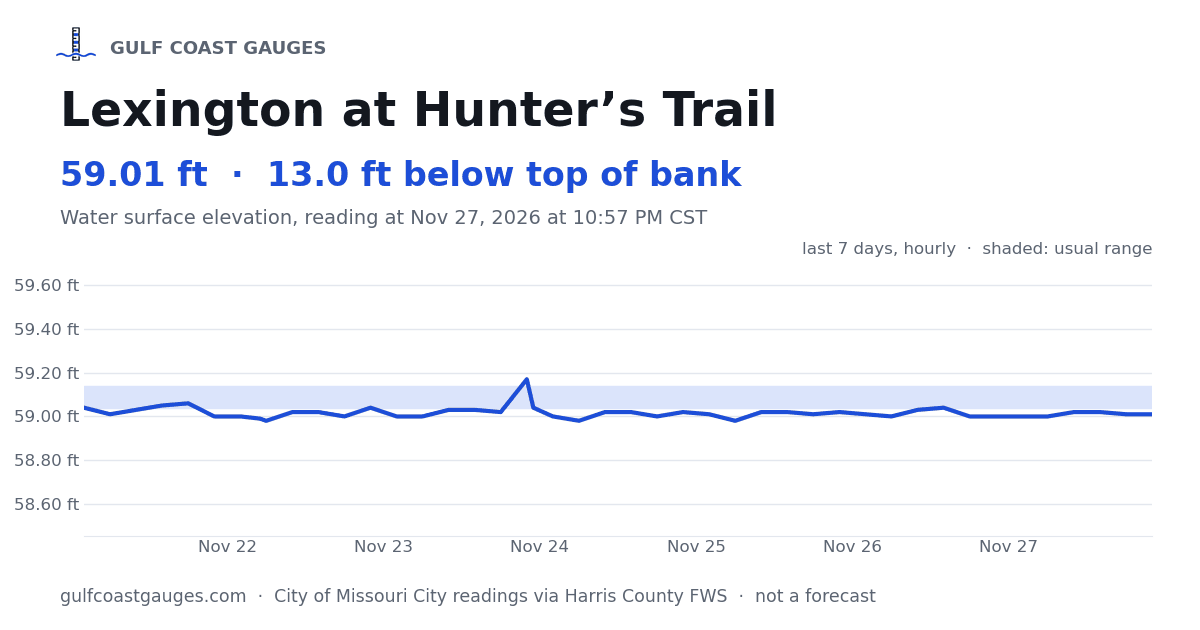 GULF COAST GAUGES
Lexington at Hunter’s Trail
59.01 ft · 13.0 ft below top of bank
Water surface elevation, reading at Nov 27, 2026 at 10:57 PM CST
last 7 days, hourly · shaded: usual range
59.60 ft
59.40 ft
59.20 ft
59.00 ft
58.80 ft
58.60 ft
Nov 22 Nov 23 Nov 24 Nov 25 Nov 26 Nov 27
gulfcoastgauges.com · City of Missouri City readings via Harris County FWS · not a forecast